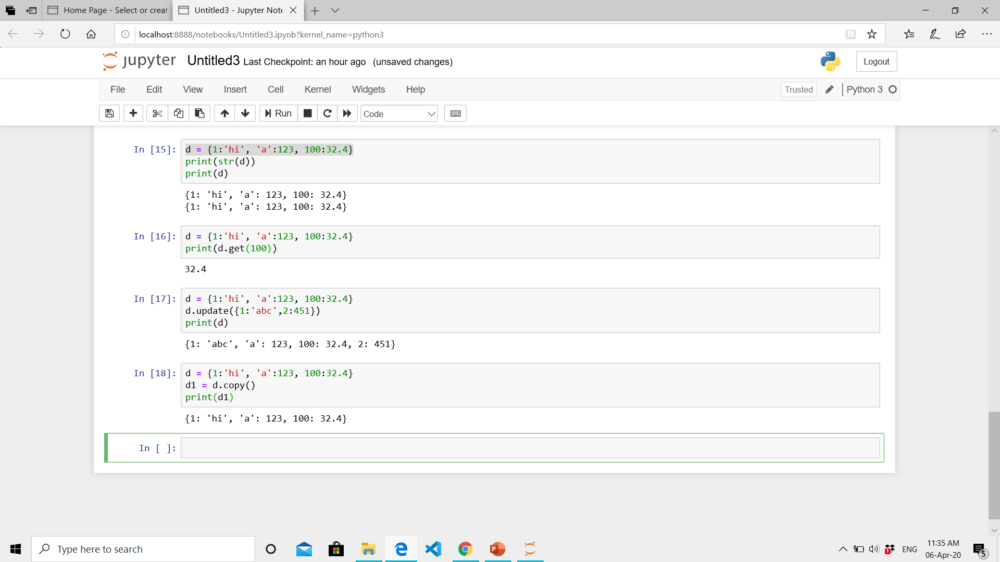 Home Page - Select or creat
Untitled3 - Jupyter Note
localhost:8888/notebooks/Untitled3.ipynb?kernel_name=python3
jupyter Untitled3 Last Checkpoint: an hour ago (unsaved changes)
Logout
File Edit View Insert Cell Kernel Widgets Help
Trusted Python 3
Run Code
In [15]: d = {1:'hi', 'a':123, 100:32.4}
print(str(d))
print(d)
{1: 'hi', 'a': 123, 100: 32.4}
{1: 'hi', 'a': 123, 100: 32.4}
In [16]: d = {1:'hi', 'a':123, 100:32.4}
print(d.get(100))
32.4
In [17]: d = {1:'hi', 'a':123, 100:32.4}
d.update({1:'abc',2:451})
print(d)
{1: 'abc', 'a': 123, 100: 32.4, 2: 451}
In [18]: d = {1:'hi', 'a':123, 100:32.4}
d1 = d.copy()
print(d1)
{1: 'hi', 'a': 123, 100: 32.4}
In [ ]:
Type here to search
1
ENG
11:35 AM
06-Apr-20
5